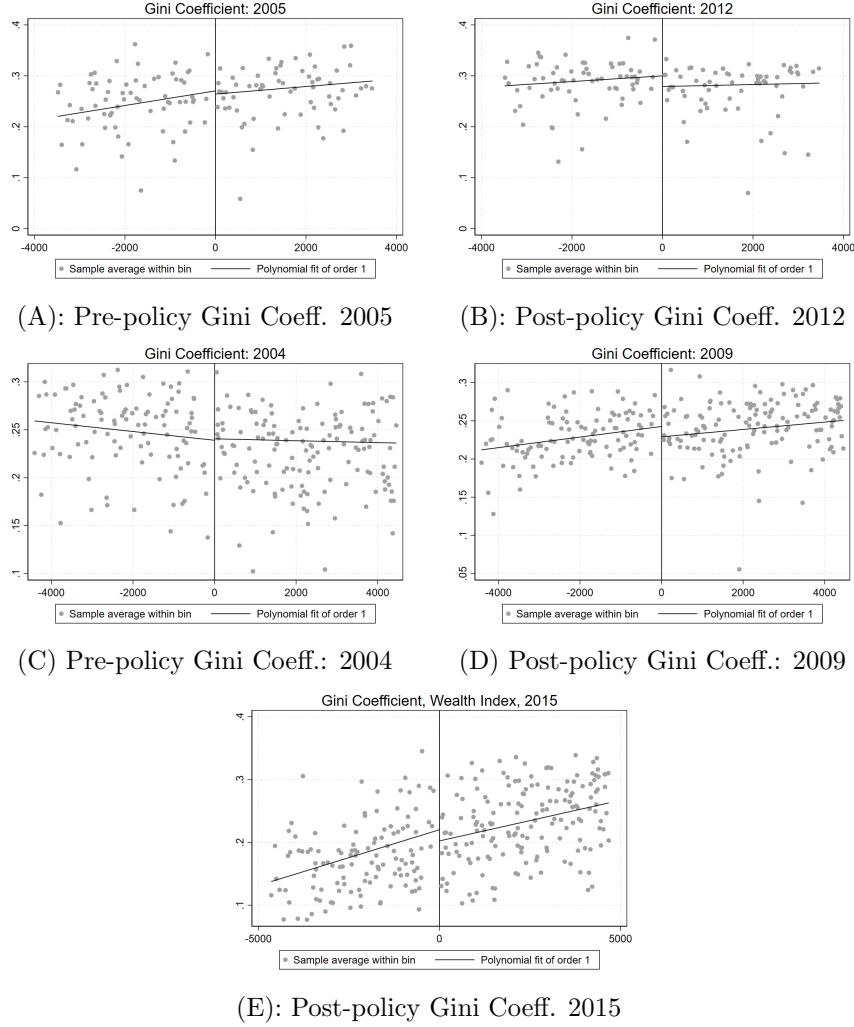 Gini Coefficient: 2005
.4
.3
.2
.1
0
-4000 -2000 0 2000 4000
Sample average within bin Polynomial fit of order 1
(A): Pre-policy Gini Coeff. 2005
Gini Coefficient: 2012
.4
.3
.2
.1
0
-4000 -2000 0 2000 4000
Sample average within bin Polynomial fit of order 1
(B): Post-policy Gini Coeff. 2012
Gini Coefficient: 2004
.3
.25
.2
.15
.1
-4000 -2000 0 2000 4000
Sample average within bin Polynomial fit of order 1
(C) Pre-policy Gini Coeff.: 2004
Gini Coefficient: 2009
.3
.25
.2
.15
.1
.05
-4000 -2000 0 2000 4000
Sample average within bin Polynomial fit of order 1
(D) Post-policy Gini Coeff.: 2009
Gini Coefficient, Wealth Index, 2015
.4
.3
.2
.1
-5000 0 5000
Sample average within bin Polynomial fit of order 1
(E): Post-policy Gini Coeff. 2015